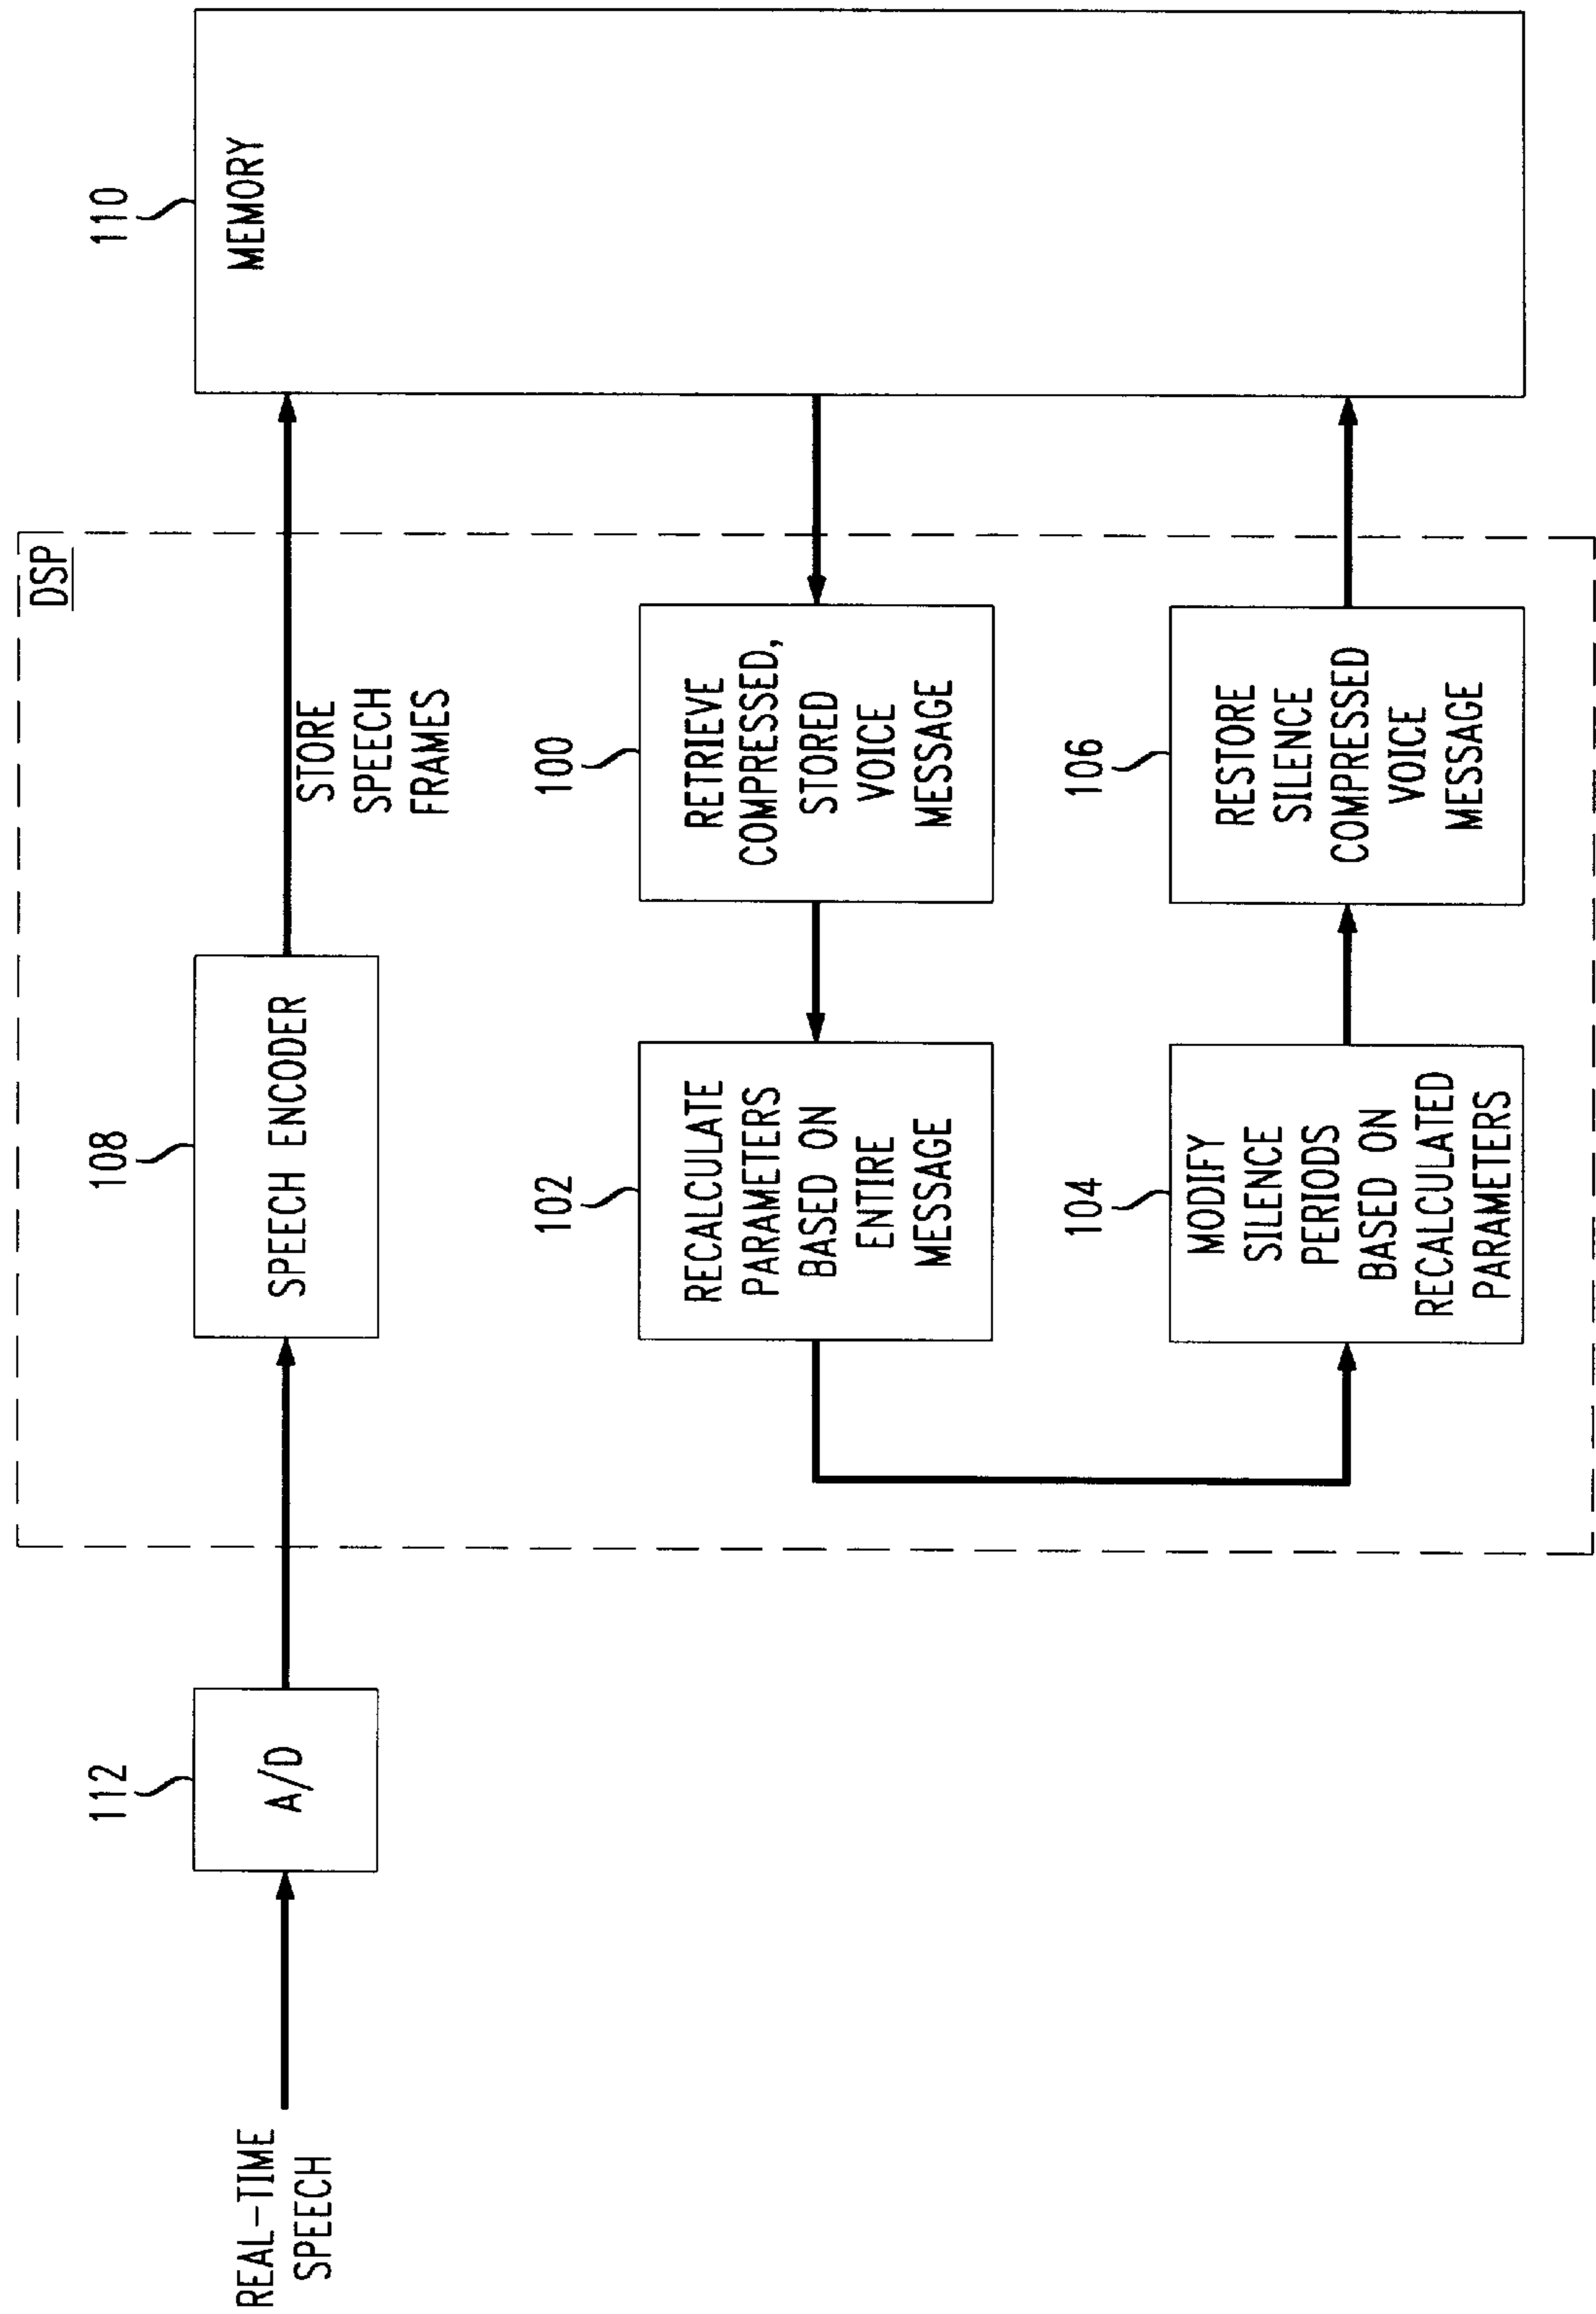 REAL-TIME
SPEECH
112
A/D
DSP
108
SPEECH ENCODER
STORE
SPEECH
FRAMES
110
MEMORY
102
RECALCULATE
PARAMETERS
BASED ON
ENTIRE
MESSAGE
100
RETRIEVE
COMPRESSED,
STORED
VOICE
MESSAGE
104
MODIFY
SILENCE
PERIODS
BASED ON
RECALCULATED
PARAMETERS
106
RESTORE
SILENCE
COMPRESSED
VOICE
MESSAGE